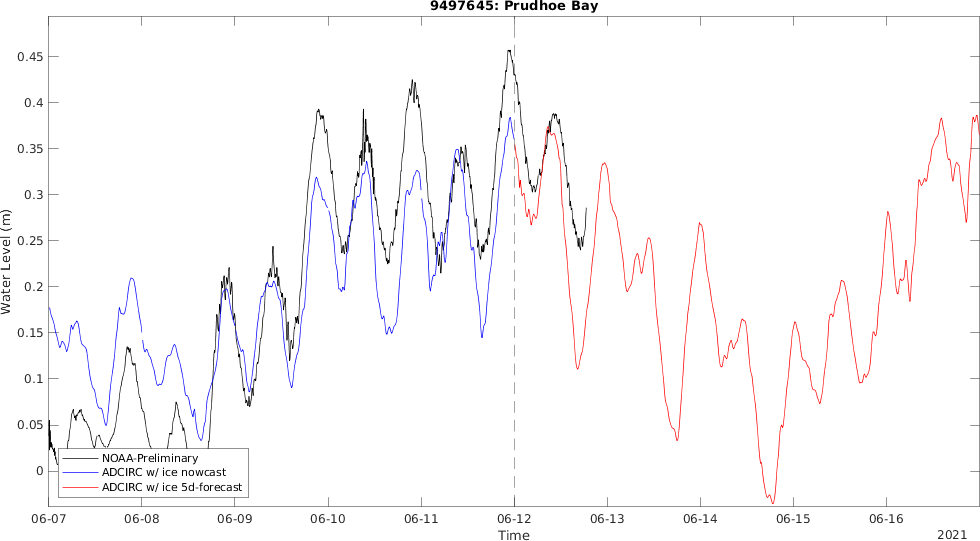 9497645: Prudhoe Bay
Water Level (m)
0.45
0.4
0.35
0.3
0.25
0.2
0.15
0.1
0.05
0
NOAA-Preliminary
ADCIRC w/ ice nowcast
ADCIRC w/ ice 5d-forecast
06-07 06-08 06-09 06-10 06-11 06-12 06-13 06-14 06-15 06-16
Time
2021